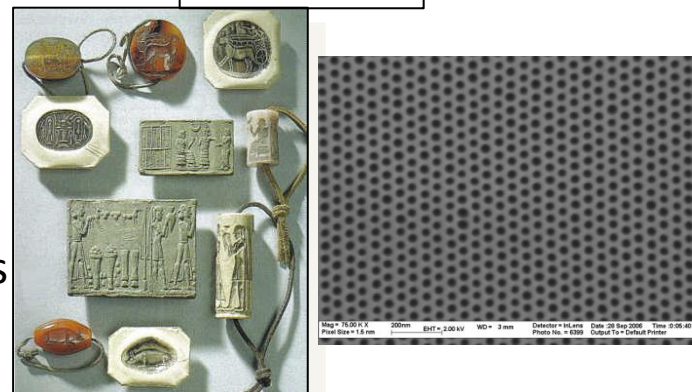 s
Mag = 75.00 K X 200nm EHT = 2.00 kV WD = 3 mm Detector = InLens Date :28 Sep 2006 Time :0:05:40
Pixel Size = 1.5 nm Photo No. = 6399 Output To = Default Printer